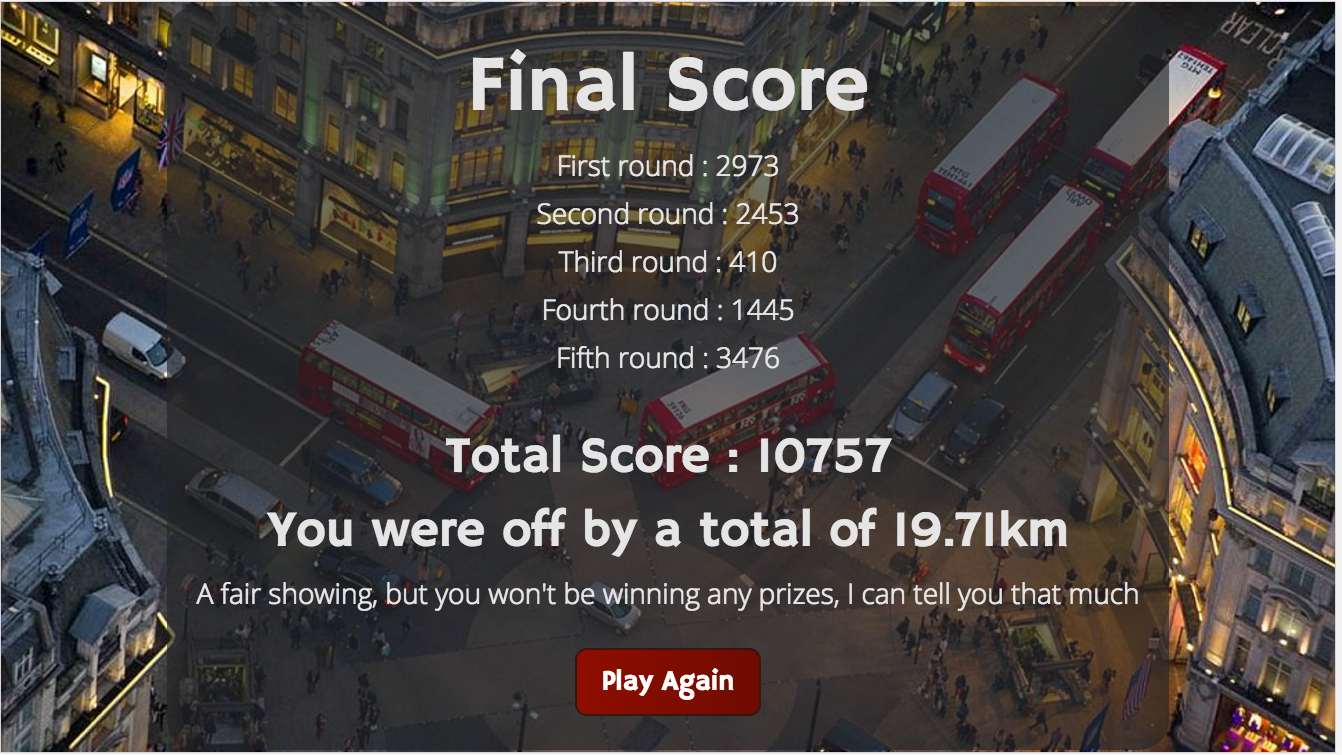 Final Score
First round : 2973
Second round : 2453
Third round : 410
Fourth round : 1445
Fifth round : 3476
Total Score : 10757
You were off by a total of 19.71km
A fair showing, but you won't be winning any prizes, I can tell you that much
Play Again